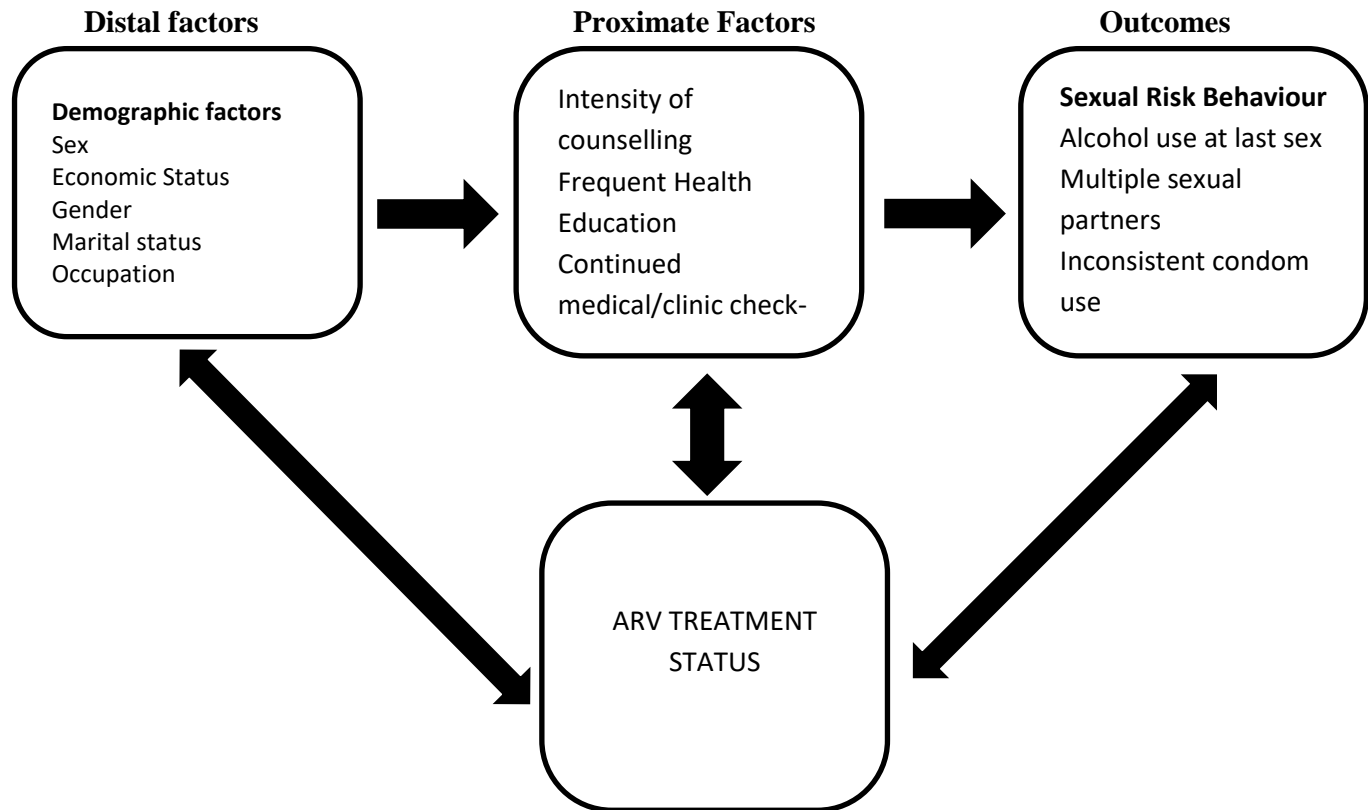 Distal factors
Proximate Factors
Outcomes
Demographic factors
Sex
Economic Status
Gender
Marital status
Occupation
Intensity of
counselling
Frequent Health
Education
Continued
medical/clinic check-
Sexual Risk Behaviour
Alcohol use at last sex
Multiple sexual
partners
Inconsistent condom
use
ARV TREATMENT
STATUS